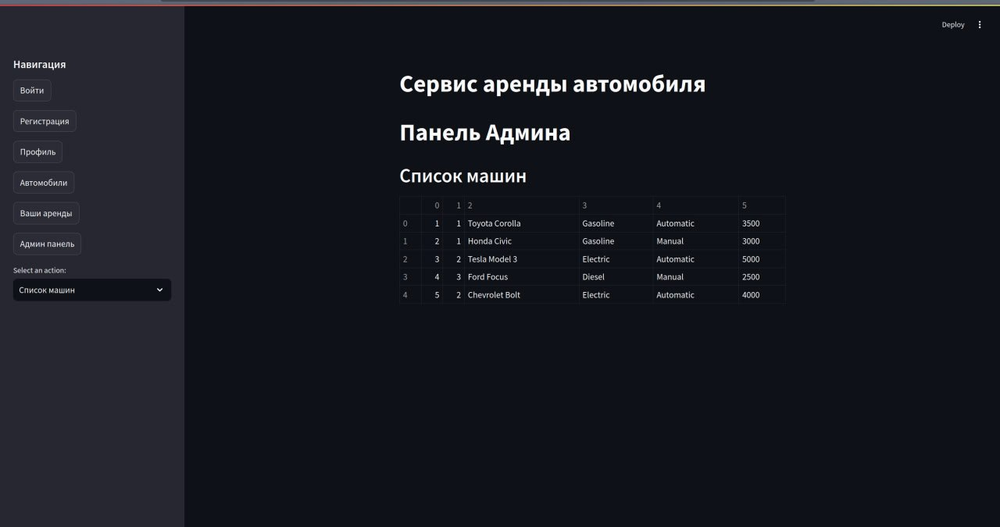 Deploy
Навигация
Войти
Регистрация
Профиль
Автомобили
Ваши аренды
Админ панель
Select an action:
Список машин
Сервис аренды автомобиля
Панель Админа
Список машин
0 1 2 3 4 5
0 1 1 Toyota Corolla Gasoline Automatic 3500
1 2 1 Honda Civic Gasoline Manual 3000
2 3 2 Tesla Model 3 Electric Automatic 5000
3 4 3 Ford Focus Diesel Manual 2500
4 5 2 Chevrolet Bolt Electric Automatic 4000